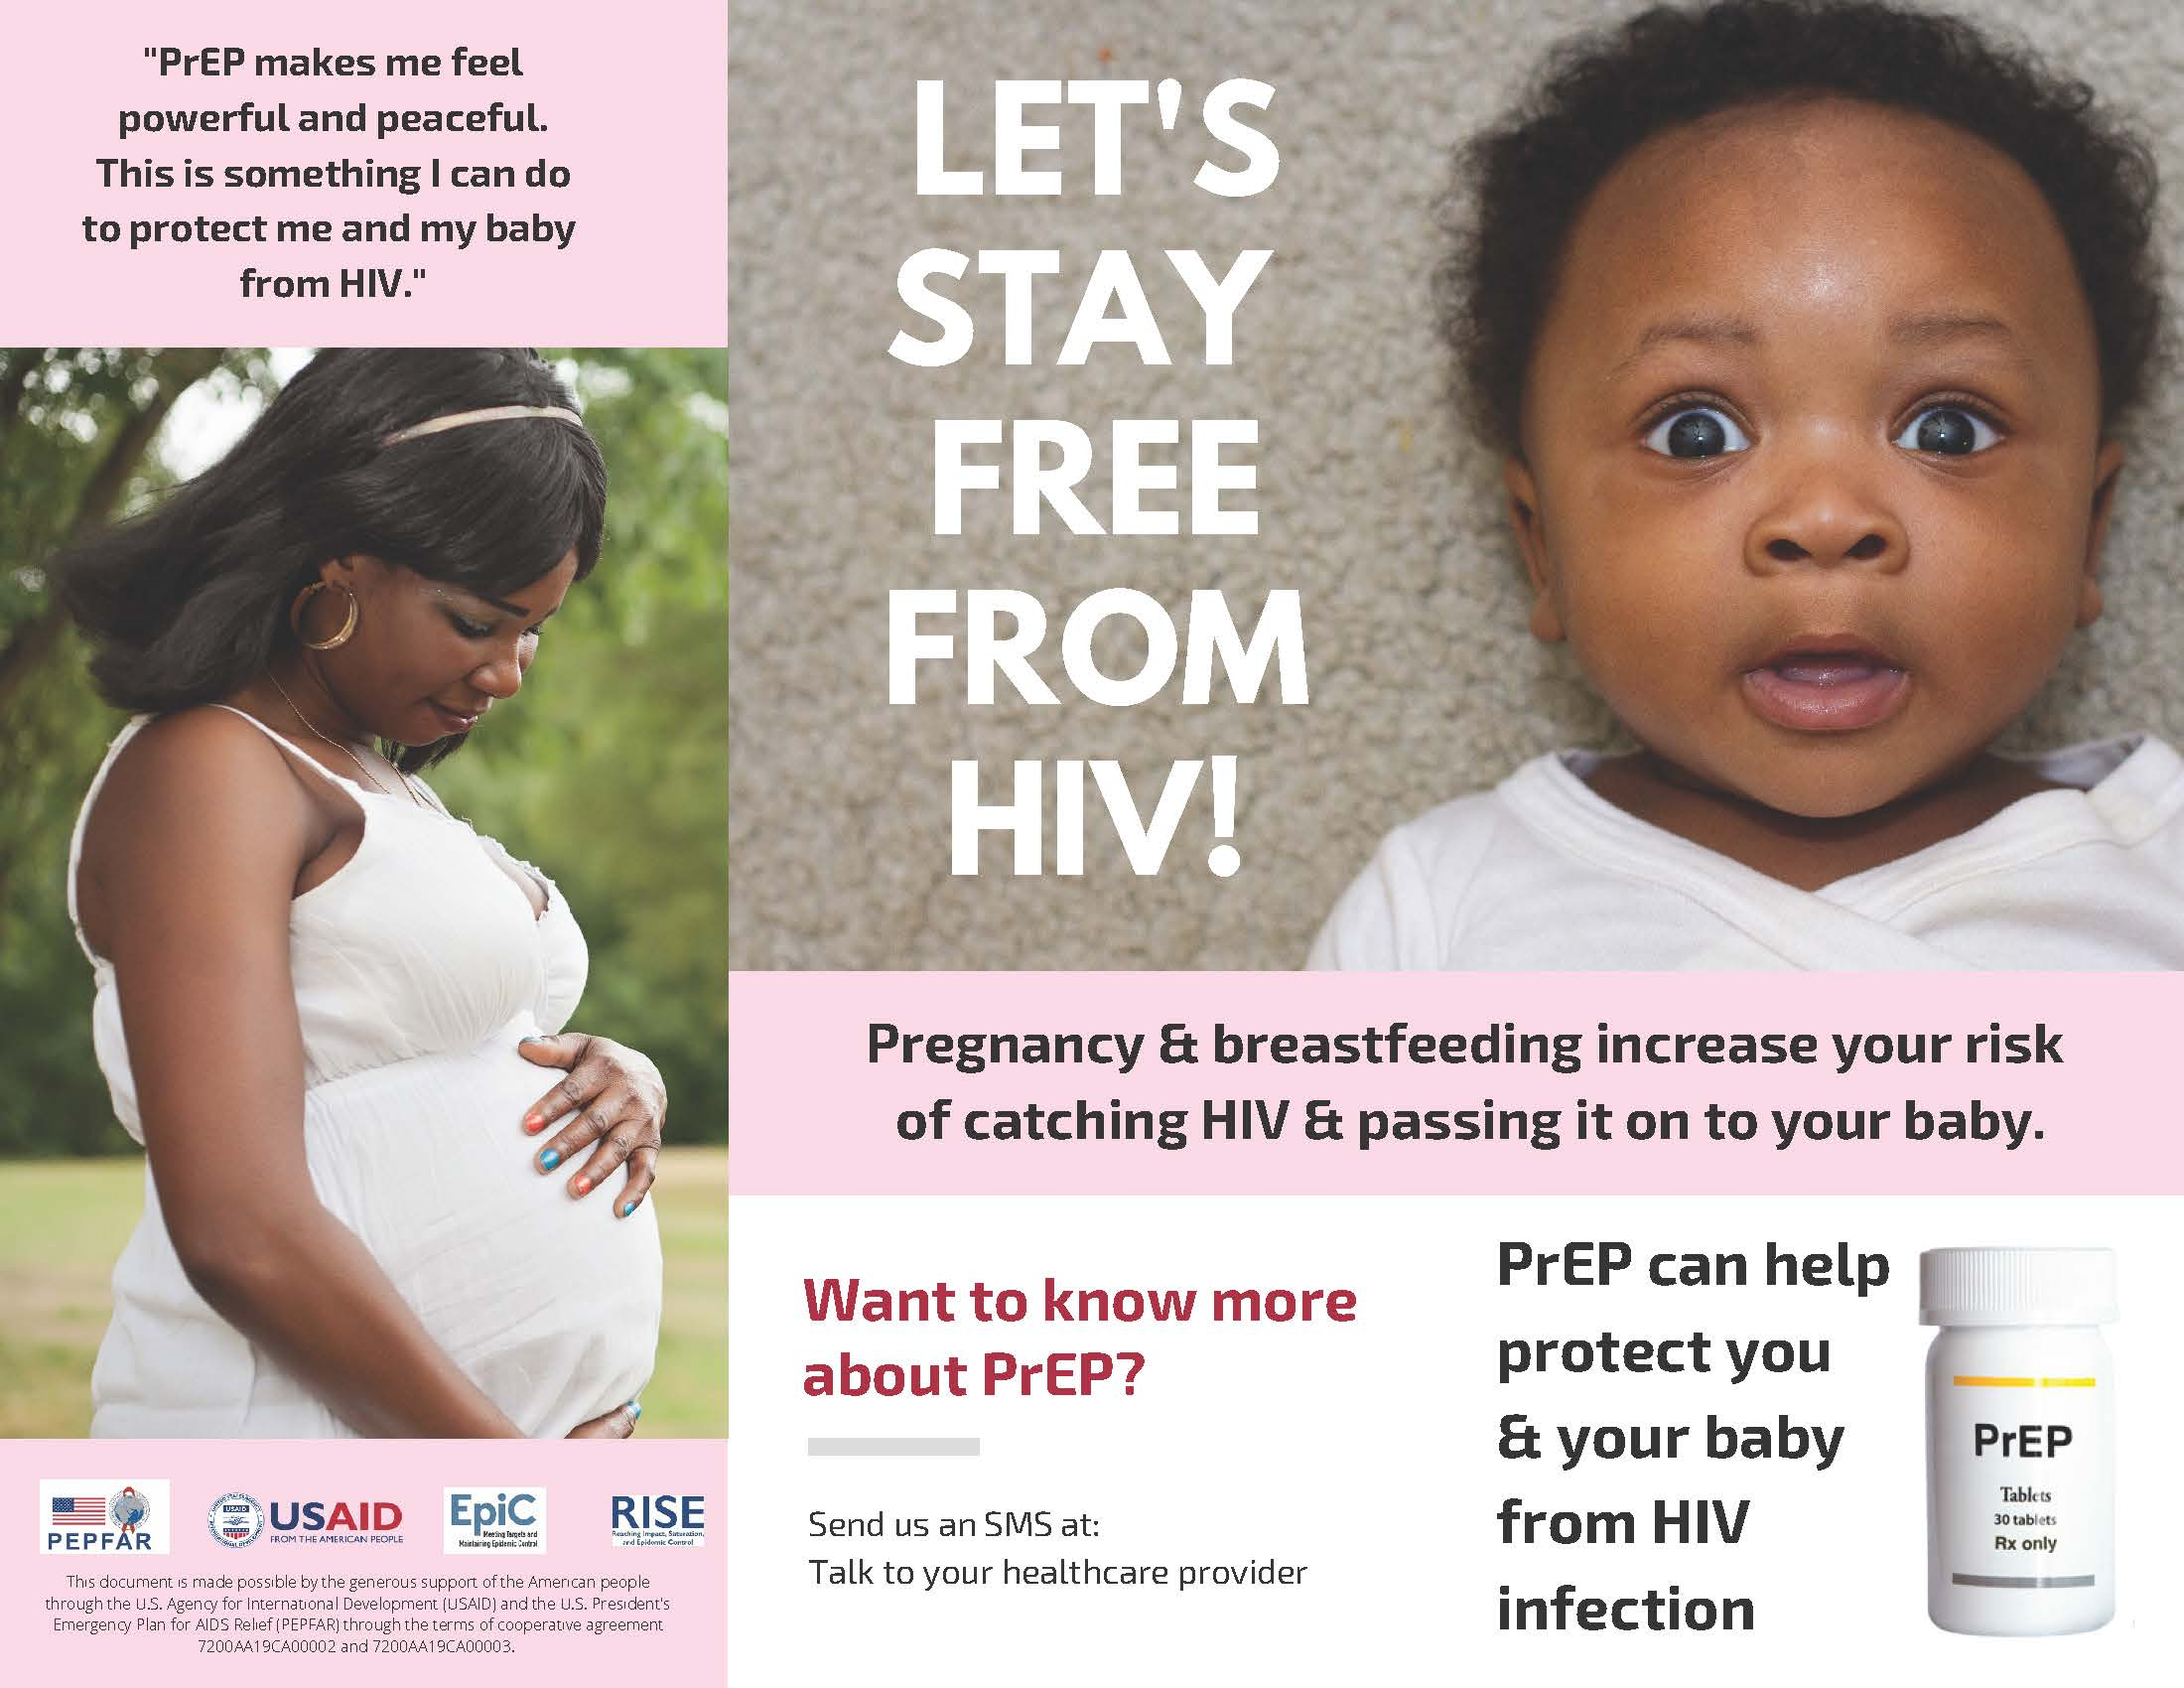 "PrEP makes me feel
powerful and peaceful.
This is something I can do
to protect me and my baby
from HIV."
LET'S
STAY
FREE
FROM
HIV!
Pregnancy & breastfeeding increase your risk
of catching HIV & passing it on to your baby.
Want to know more
about PrEP?
Send us an SMS at:
Talk to your healthcare provider
PrEP can help
protect you
& your baby
from HIV
infection
PrEP
Tablets
30 tablets
Rx only
PEPFAR
USAID
USAID
FROM THE AMERICAN PEOPLE
EpiC
Meeting Targets and
Maintaining Epidemic Control
RISE
Reaching Impact, Saturation,
and Epidemic Control
This document is made possible by the generous support of the American people
through the U.S. Agency for International Development (USAID) and the U.S. President's
Emergency Plan for AIDS Relief (PEPFAR) through the terms of cooperative agreement
7200AA19CA00002 and 7200AA19CA00003.